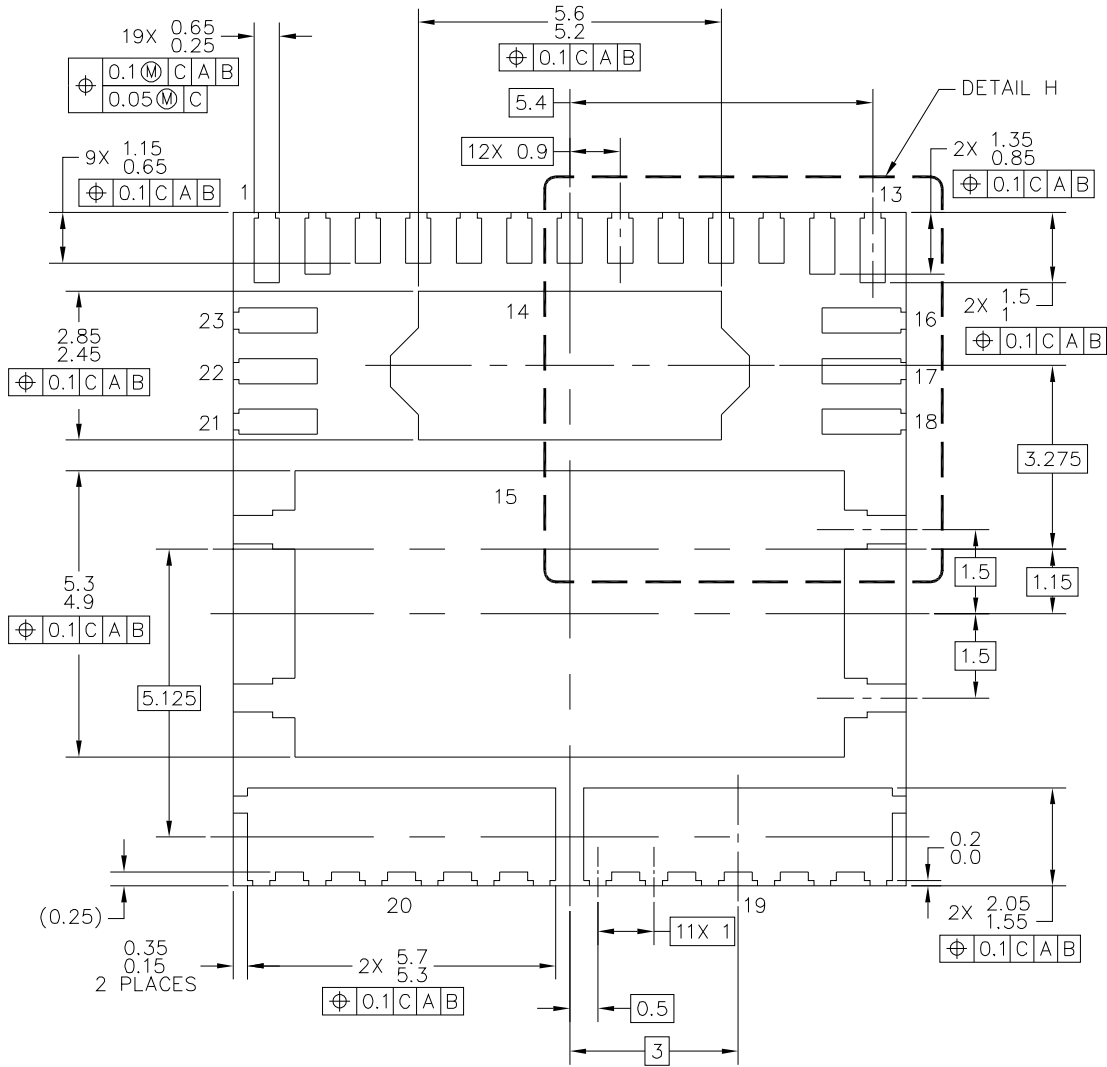 5.6
5.2
⌖ 0.1 C A B
19X 0.65
0.25
⌖ 0.1 Ⓜ C A B
0.05 Ⓜ C
5.4
DETAIL H
12X 0.9
9X 1.15
0.65
⌖ 0.1 C A B
2X 1.35
0.85
⌖ 0.1 C A B
1
13
2X 1.5
1
⌖ 0.1 C A B
14
23
16
22
17
21
18
2.85
2.45
⌖ 0.1 C A B
3.275
15
1.5
1.15
5.3
4.9
⌖ 0.1 C A B
1.5
5.125
0.2
0.0
(0.25)
20
19
2X 2.05
1.55
⌖ 0.1 C A B
11X 1
0.35
0.15
2 PLACES
2X 5.7
5.3
⌖ 0.1 C A B
0.5
3